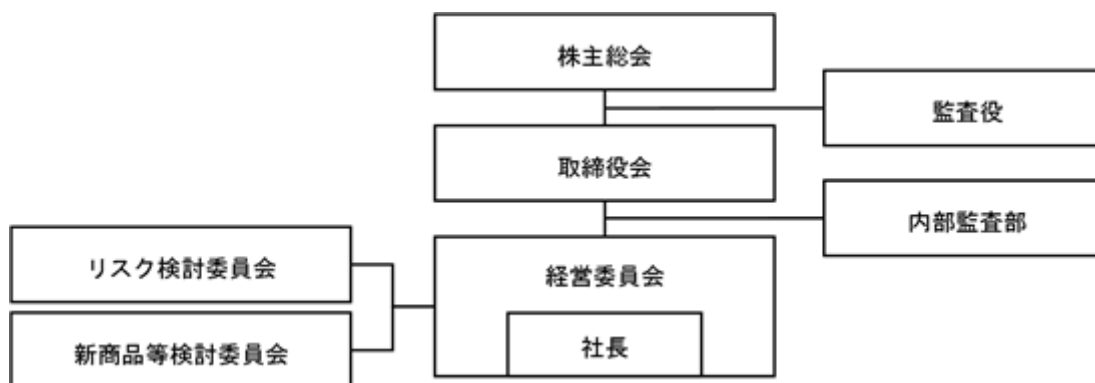 株主総会
監査役
取締役会
内部監査部
リスク検討委員会
経営委員会
新商品等検討委員会
社長